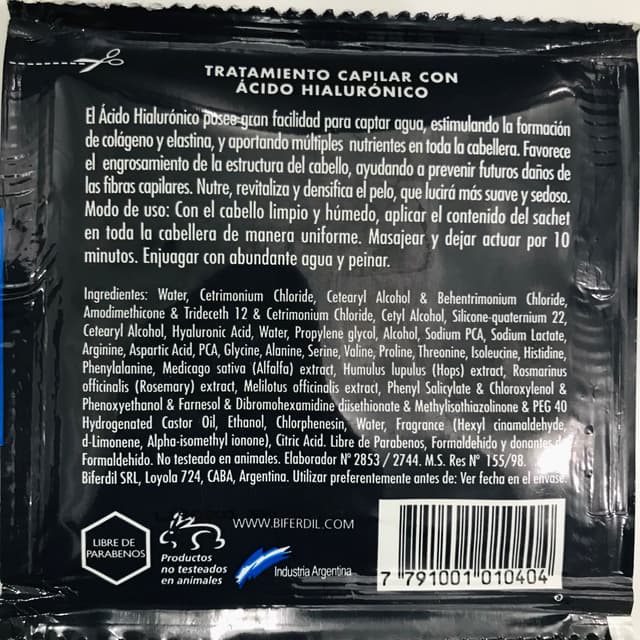 TRATAMIENTO CAPILAR CON
ÁCIDO HIALURÓNICO
El Ácido Hialurónico posee gran facilidad para captar agua, estimulando la formación
de colágeno y elastina, y aportando múltiples nutrientes en toda la cabellera. Favorece
el engrosamiento de la estructura del cabello, ayudando a prevenir futuros daños de
las fibras capilares. Nutre, revitaliza y densifica el pelo, que lucirá más suave y sedoso.
Modo de uso: Con el cabello limpio y húmedo, aplicar el contenido del sachet
en toda la cabellera de manera uniforme. Masajear y dejar actuar por 10
minutos. Enjuagar con abundante agua y peinar.
Ingredientes: Water, Cetrimonium Chloride, Cetearyl Alcohol & Behentrimonium Chloride,
Amodimethicone & Trideceth 12 & Cetrimonium Chloride, Cetyl Alcohol, Silicone-quaternium 22,
Cetearyl Alcohol, Hyaluronic Acid, Water, Propylene glycol, Alcohol, Sodium PCA, Sodium Lactate,
Arginine, Aspartic Acid, PCA, Glycine, Alanine, Serine, Valine, Proline, Threonine, Isoleucine, Histidine,
Phenylalanine, Medicago sativa (Alfalfa) extract, Humulus lupulus (Hops) extract, Rosmarinus
officinalis (Rosemary) extract, Melilotus officinalis extract, Phenyl Salicylate & Chloroxylenol &
Phenoxyethanol & Farnesol & Dibromohexamidine diisethionate & Methylisothiazolinone & PEG 40
Hydrogenated Castor Oil, Ethanol, Chlorphenesin, Water, Fragrance (Hexyl cinamaldehyde,
d-Limonene, Alpha-isomethyl ionone), Citric Acid. Libre de Parabenos, Formaldehido y donantes de
Formaldehido. No testeado en animales. Elaborador N° 2853 / 2744. M.S. Res N° 155/98.
Biferdil SRL, Loyola 724, CABA, Argentina. Utilizar preferentemente antes de: Ver fecha en el envase.
LIBRE DE
PARABENOS
Productos
no testeados
en animales
WWW.BIFERDIL.COM
Industria Argentina
7 791001 010404